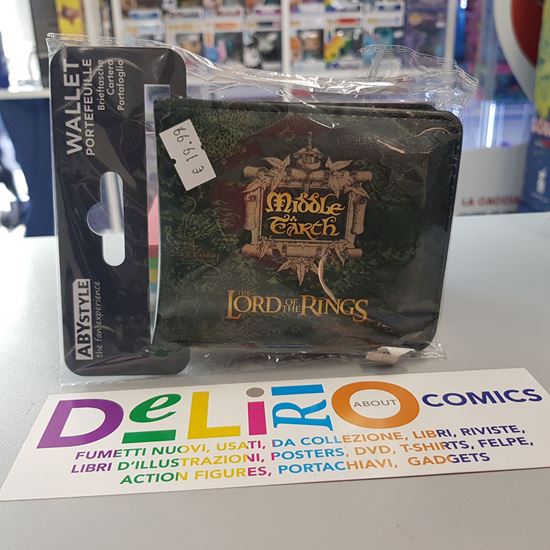 WALLET
PORTEFEUILLE
Brieftasche
Cartera
Portafoglio
ABYSTYLE
the fan experience
€ 19.99
Middle
Earth
THE
LORD OF THE RINGS
LA CACCIA
DeLiRIO ABOUT COMICS
FUMETTI NUOVI, USATI, DA COLLEZIONE, LIBRI, RIVISTE,
LIBRI D'ILLUSTRAZIONI, POSTERS, DVD, T-SHIRTS, FELPE,
ACTION FIGURES, PORTACHIAVI, GADGETS